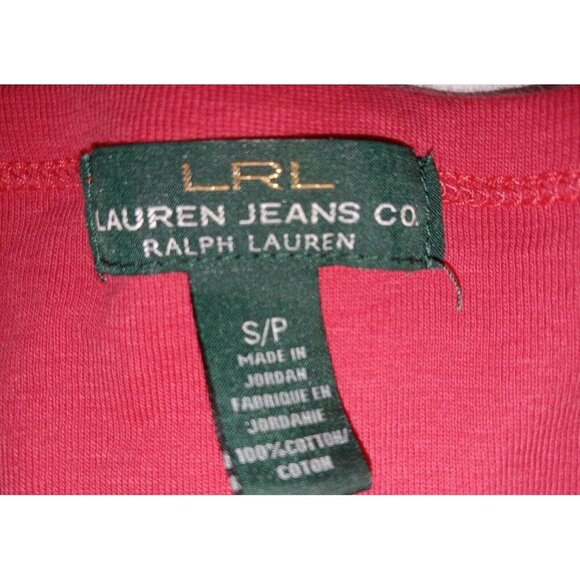 LRL
LAUREN JEANS CO.
RALPH LAUREN
S/P
MADE IN
JORDAN
FABRIQUE EN
JORDANIE
100% COTTON/
COTON